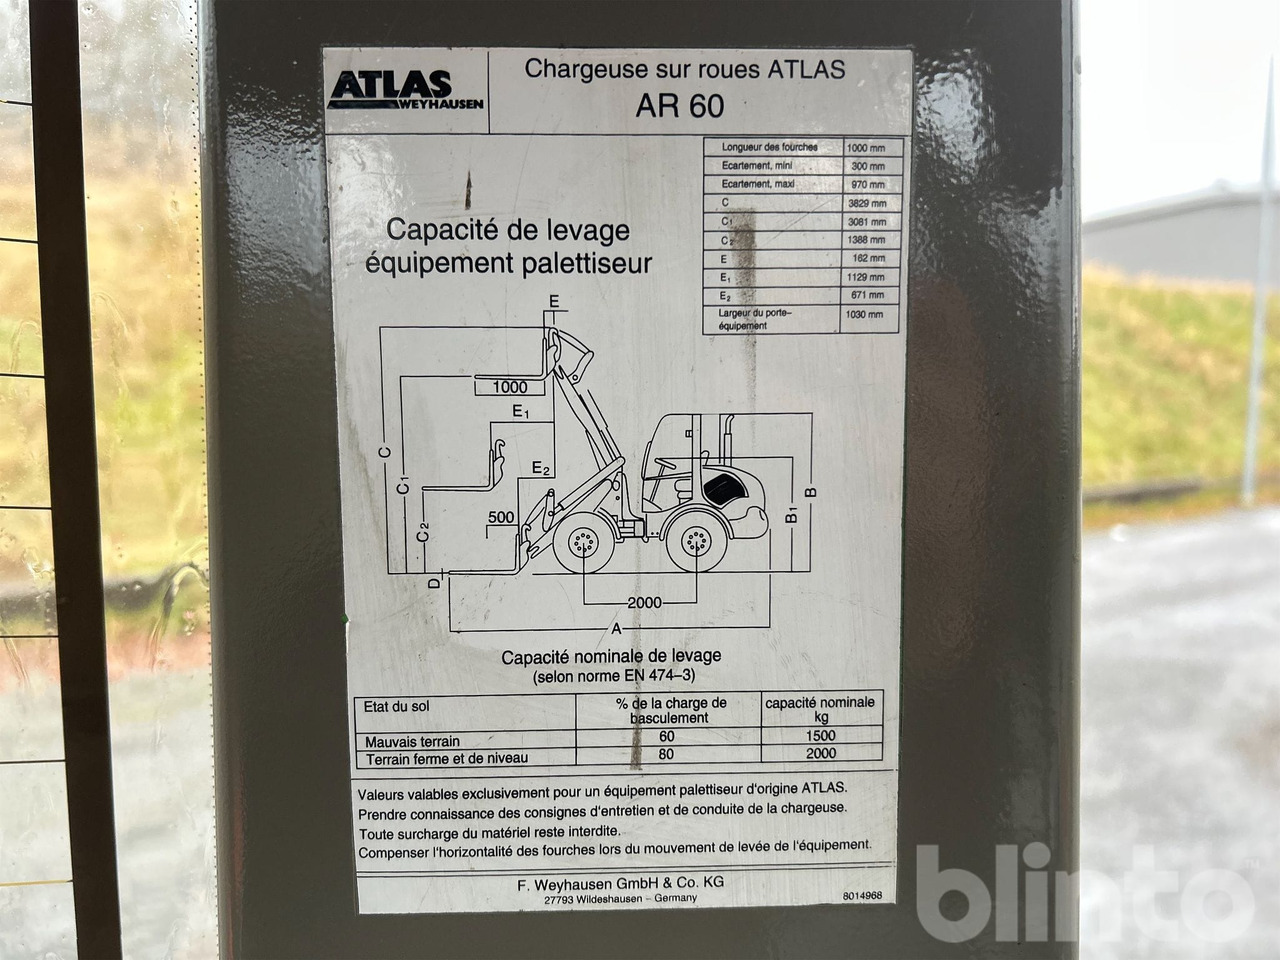 ATLAS
WEYHAUSEN
Chargeuse sur roues ATLAS
AR 60
Longueur des fourches 1000 mm
Ecartement, mini 300 mm
Ecartement, maxi 970 mm
C 3829 mm
C1 3081 mm
C2 1388 mm
E 162 mm
E1 1129 mm
E2 671 mm
Largeur du porte- 1030 mm
équipement
Capacité de levage
équipement palettiseur
E
1000
E1
E2
C
C1
C2
500
D
B
B1
2000
A
Capacité nominale de levage
(selon norme EN 474-3)
Etat du sol % de la charge de capacité nominale
basculement kg
Mauvais terrain 60 1500
Terrain ferme et de niveau 80 2000
Valeurs valables exclusivement pour un équipement palettiseur d'origine ATLAS.
Prendre connaissance des consignes d'entretien et de conduite de la chargeuse.
Toute surcharge du matériel reste interdite.
Compenser l'horizontalité des fourches lors du mouvement de levée de l'équipement.
F. Weyhausen GmbH & Co. KG
27793 Wildeshausen - Germany
8014968
blinto